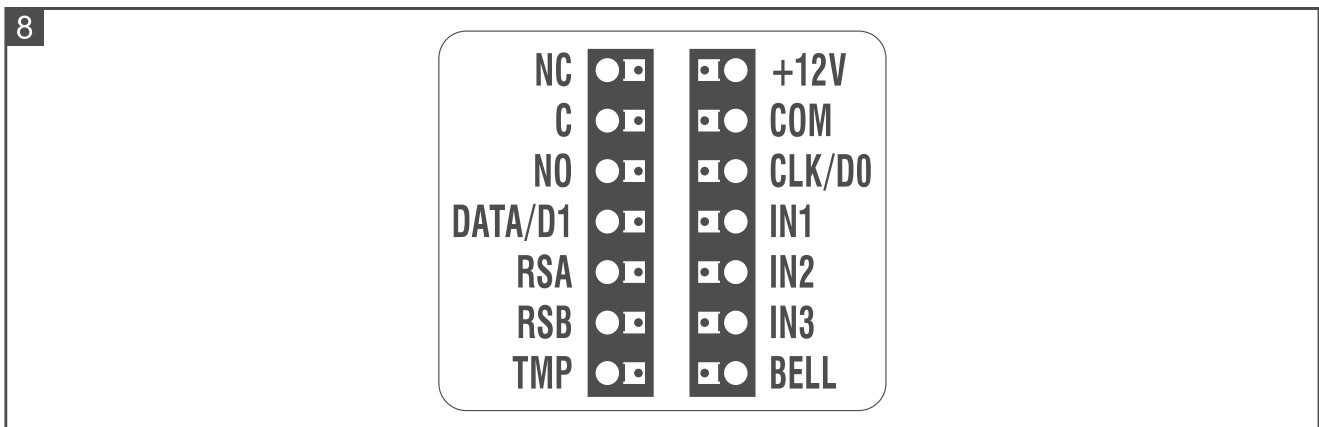 8
NC +12V
C COM
NO CLK/D0
DATA/D1 IN1
RSA IN2
RSB IN3
TMP BELL